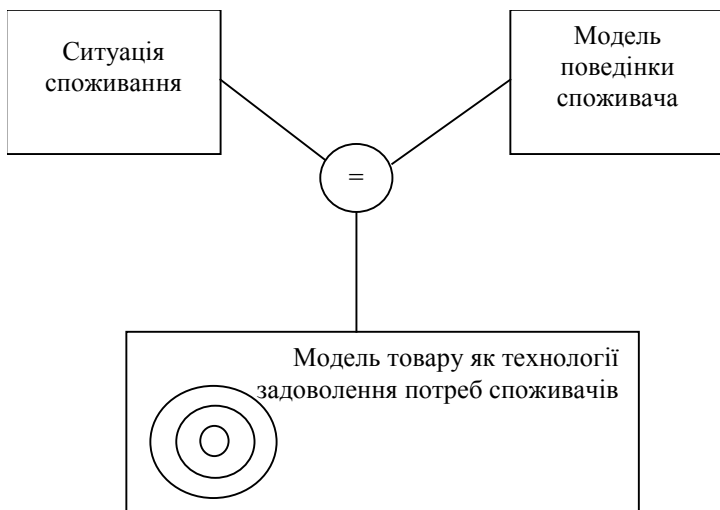 Ситуація
споживання
Модель
поведінки
споживача
=
Модель товару як технології
задоволення потреб споживачів